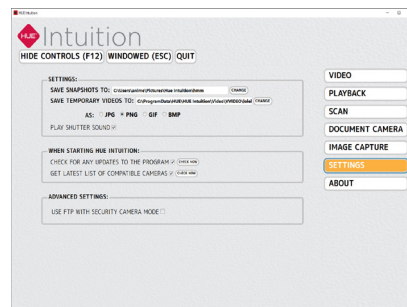 HUE Intuition
HUE Intuition
HIDE CONTROLS (F12) WINDOWED (ESC) QUIT
SETTINGS:
SAVE SNAPSHOTS TO: CHANGE
SAVE TEMPORARY VIDEOS TO: CHANGE
AS: JPG PNG GIF BMP
PLAY SHUTTER SOUND
WHEN STARTING HUE INTUITION:
CHECK FOR ANY UPDATES TO THE PROGRAM CHECK NOW
GET LATEST LIST OF COMPATIBLE CAMERAS CHECK NOW
ADVANCED SETTINGS:
USE FTP WITH SECURITY CAMERA MODE
VIDEO
PLAYBACK
SCAN
DOCUMENT CAMERA
IMAGE CAPTURE
SETTINGS
ABOUT